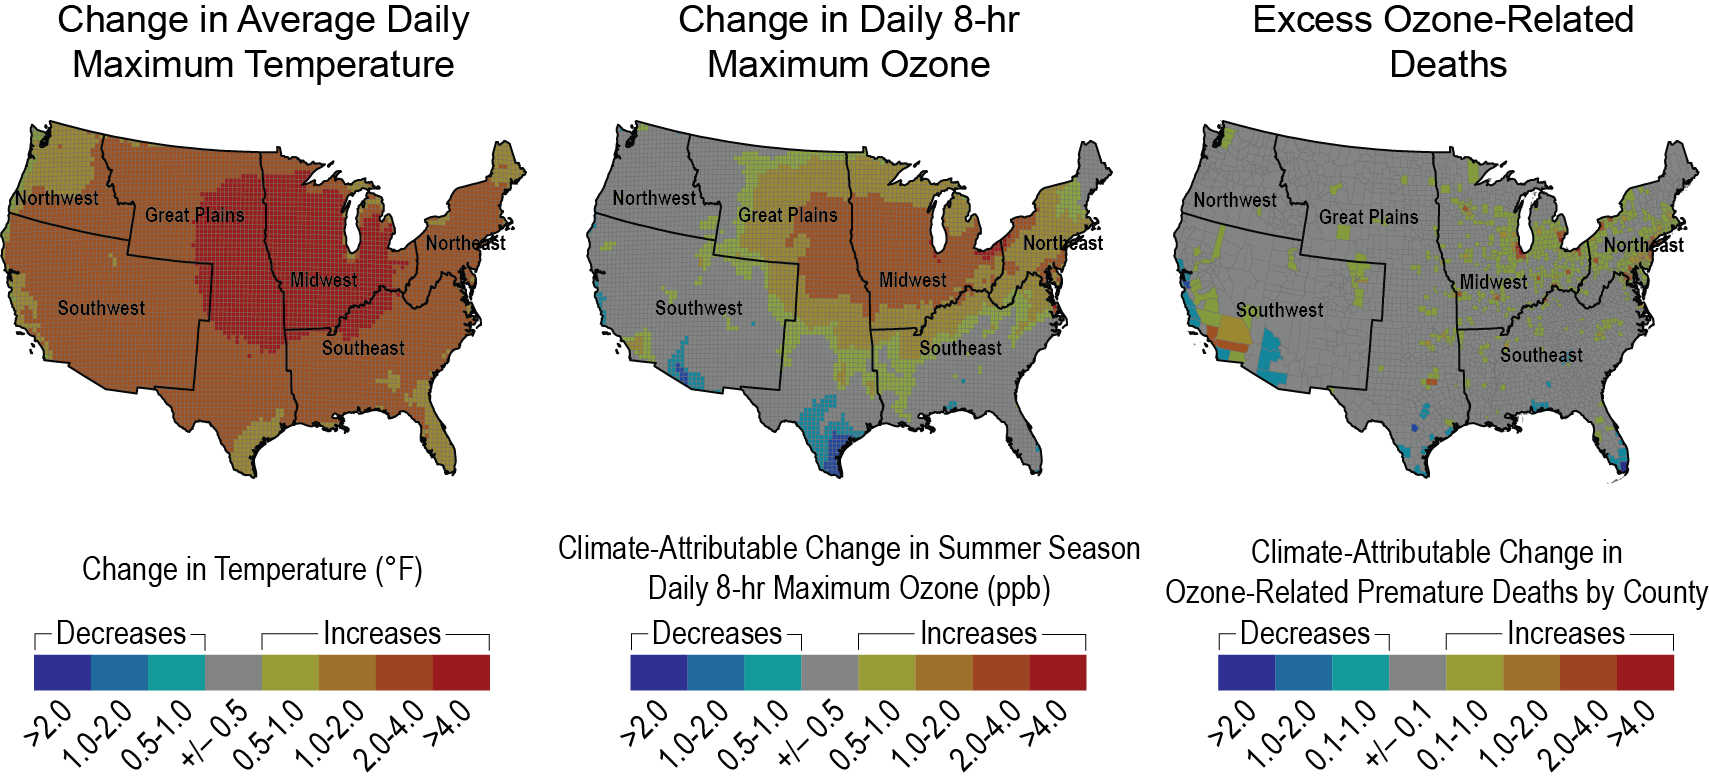 Change in Average Daily
Maximum Temperature
Northwest
Great Plains
Northeast
Midwest
Southwest
Southeast
Change in Temperature (°F)
Decreases
Increases
>2.0
1.0-2.0
0.5-1.0
+/− 0.5
0.5-1.0
1.0-2.0
2.0-4.0
>4.0
Change in Daily 8-hr
Maximum Ozone
Northwest
Great Plains
Northeast
Midwest
Southwest
Southeast
Climate-Attributable Change in Summer Season
Daily 8-hr Maximum Ozone (ppb)
Decreases
Increases
>2.0
1.0-2.0
0.5-1.0
+/− 0.5
0.5-1.0
1.0-2.0
2.0-4.0
>4.0
Excess Ozone-Related
Deaths
Northwest
Great Plains
Northeast
Midwest
Southwest
Southeast
Climate-Attributable Change in
Ozone-Related Premature Deaths by County
Decreases
Increases
>2.0
1.0-2.0
0.1-1.0
+/− 0.1
0.1-1.0
1.0-2.0
2.0-4.0
>4.0